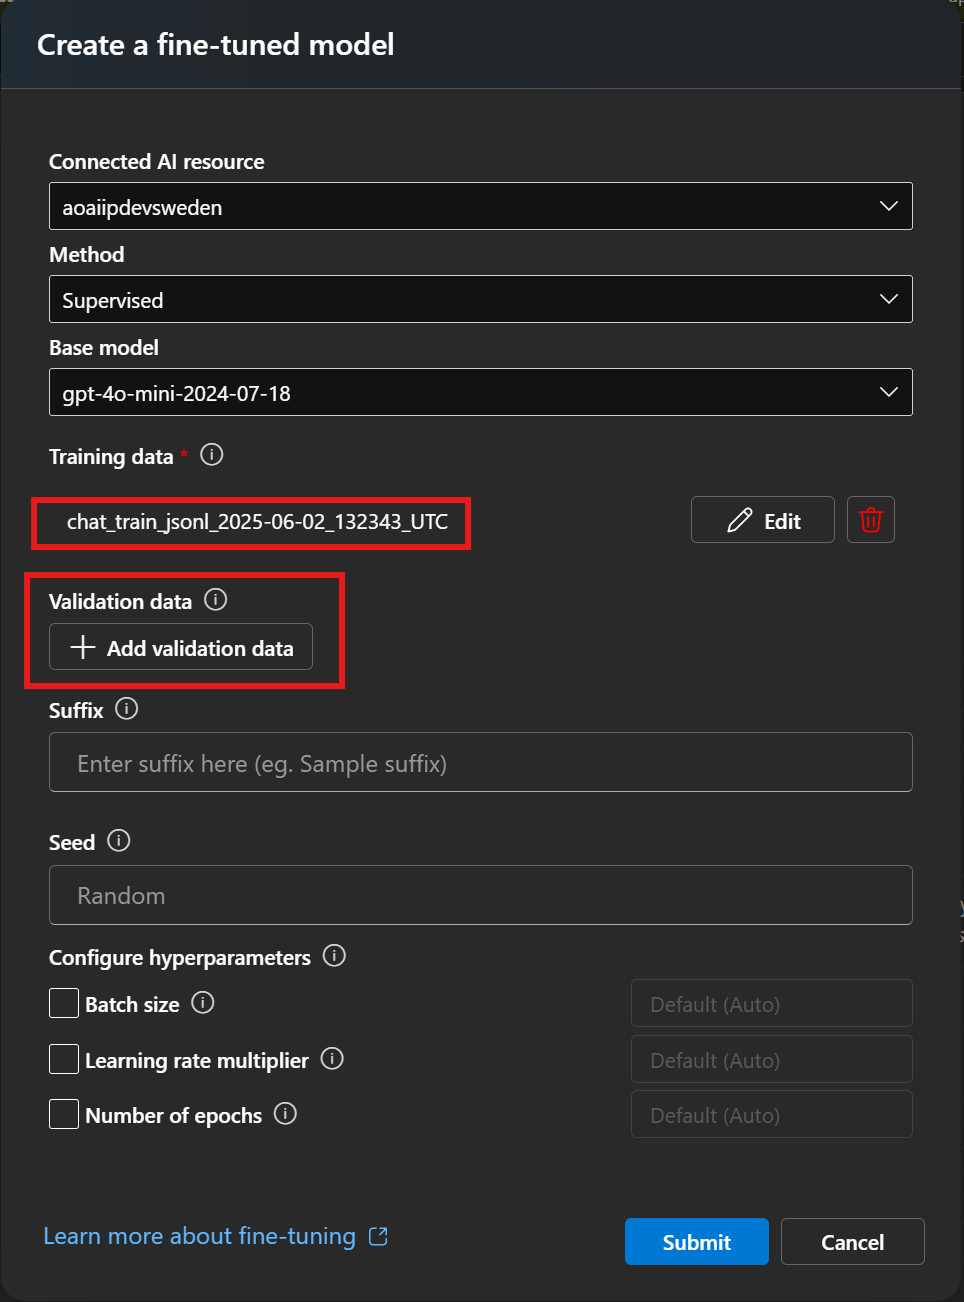 Create a fine-tuned model
Connected AI resource
aoaiipdevsweden
Method
Supervised
Base model
gpt-4o-mini-2024-07-18
Training data *
chat_train_jsonl_2025-06-02_132343_UTC
Edit
Validation data
Add validation data
Suffix
Enter suffix here (eg. Sample suffix)
Seed
Random
Configure hyperparameters
Batch size
Default (Auto)
Learning rate multiplier
Default (Auto)
Number of epochs
Default (Auto)
Learn more about fine-tuning
Submit
Cancel